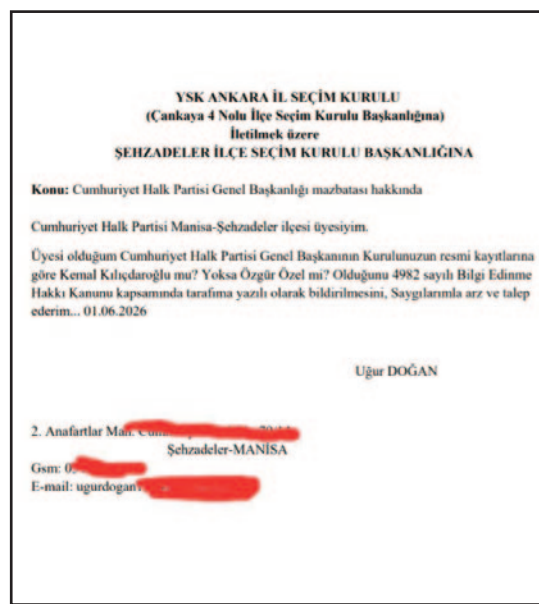 YSK ANKARA İL SEÇİM KURULU
(Çankaya 4 Nolu İlçe Seçim Kurulu Başkanlığına)
İletilmek üzere
ŞEHZADELER İLÇE SEÇİM KURULU BAŞKANLIĞINA
Konu: Cumhuriyet Halk Partisi Genel Başkanlığı mazbatası hakkında
Cumhuriyet Halk Partisi Manisa-Şehzadeler ilçesi üyesiyim.
Üyesi olduğum Cumhuriyet Halk Partisi Genel Başkanının Kurulunuzun resmi kayıtlarına
göre Kemal Kılıçdaroğlu mu? Yoksa Özgür Özel mi? Olduğunu 4982 sayılı Bilgi Edinme
Hakkı Kanunu kapsamında tarafıma yazılı olarak bildirilmesini, Saygılarımla arz ve talep
ederim... 01.06.2026
Uğur DOĞAN
2. Anafartlar Mah.
Şehzadeler-MANİSA
Gsm: 0
E-mail: ugurdogan